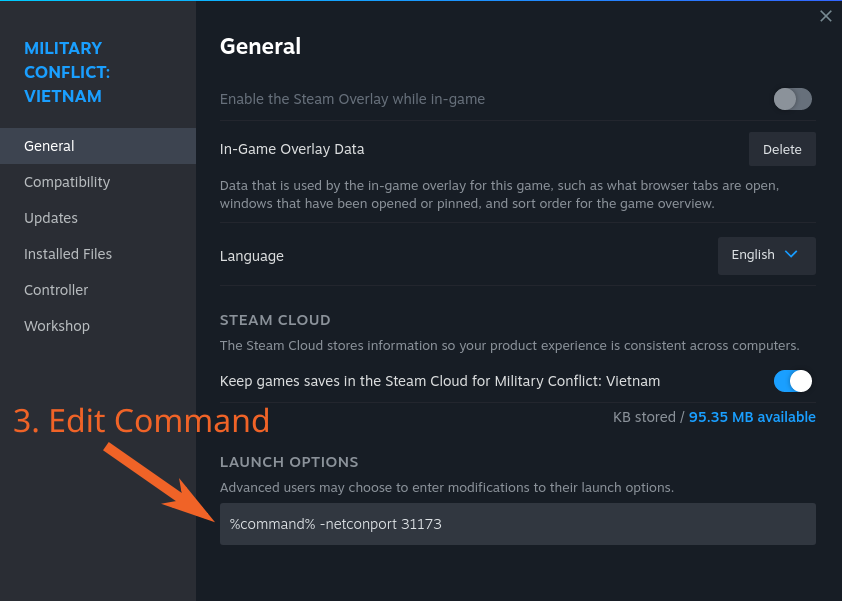 MILITARY
CONFLICT:
VIETNAM
General
Compatibility
Updates
Installed Files
Controller
Workshop
General
Enable the Steam Overlay while in-game
In-Game Overlay Data
Delete
Data that is used by the in-game overlay for this game, such as what browser tabs are open,
windows that have been opened or pinned, and sort order for the game overview.
Language
English
STEAM CLOUD
The Steam Cloud stores information so your product experience is consistent across computers.
Keep games saves in the Steam Cloud for Military Conflict: Vietnam
KB stored / 95.35 MB available
3. Edit Command
LAUNCH OPTIONS
Advanced users may choose to enter modifications to their launch options.
%command% -netconport 31173